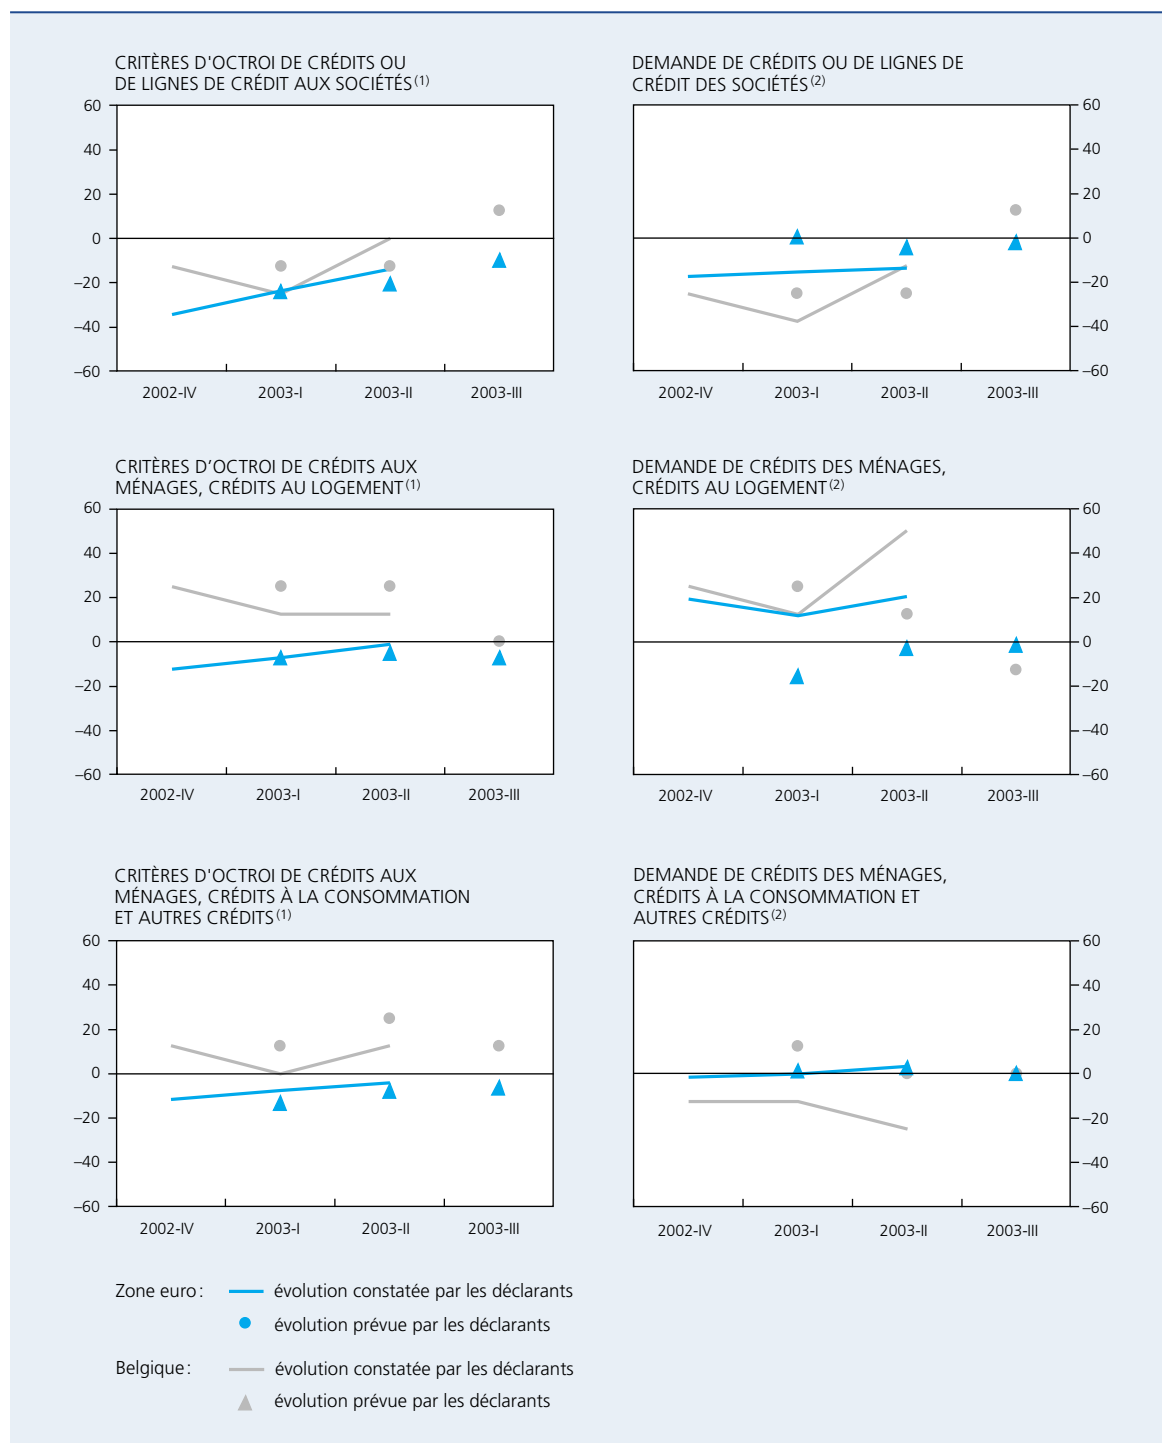 CRITÈRES D'OCTROI DE CRÉDITS OU
DE LIGNES DE CRÉDIT AUX SOCIÉTÉS (1)
60
40
20
0
–20
–40
–60
2002-IV 2003-I 2003-II 2003-III
DEMANDE DE CRÉDITS OU DE LIGNES DE
CRÉDIT DES SOCIÉTÉS (2)
60
40
20
0
–20
–40
–60
2002-IV 2003-I 2003-II 2003-III
CRITÈRES D’OCTROI DE CRÉDITS AUX
MÉNAGES, CRÉDITS AU LOGEMENT (1)
60
40
20
0
–20
–40
–60
2002-IV 2003-I 2003-II 2003-III
DEMANDE DE CRÉDITS DES MÉNAGES,
CRÉDITS AU LOGEMENT (2)
60
40
20
0
–20
–40
–60
2002-IV 2003-I 2003-II 2003-III
CRITÈRES D'OCTROI DE CRÉDITS AUX
MÉNAGES, CRÉDITS À LA CONSOMMATION
ET AUTRES CRÉDITS (1)
60
40
20
0
–20
–40
–60
2002-IV 2003-I 2003-II 2003-III
DEMANDE DE CRÉDITS DES MÉNAGES,
CRÉDITS À LA CONSOMMATION ET
AUTRES CRÉDITS (2)
60
40
20
0
–20
–40
–60
2002-IV 2003-I 2003-II 2003-III
Zone euro : évolution constatée par les déclarants
évolution prévue par les déclarants
Belgique : évolution constatée par les déclarants
évolution prévue par les déclarants